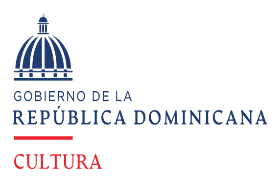 GOBIERNO DE LA
REPÚBLICA DOMINICANA
CULTURA